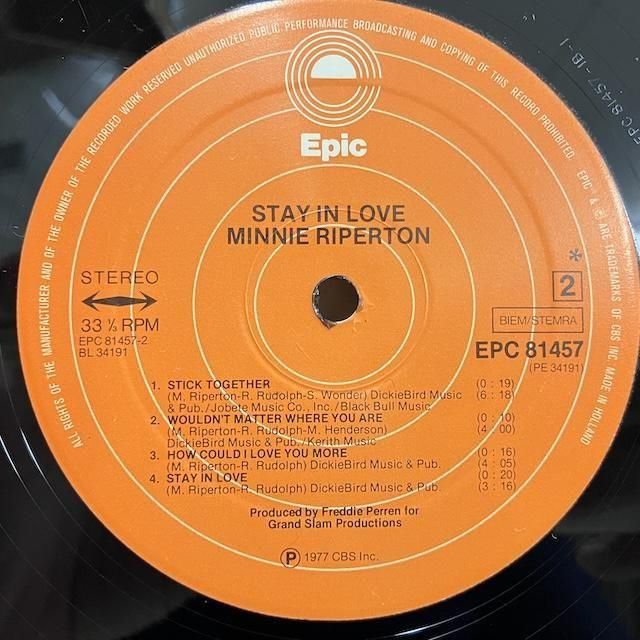 ALL RIGHTS OF THE MANUFACTURER AND OF THE OWNER OF THE RECORDED WORK RESERVED UNAUTHORIZED PUBLIC PERFORMANCE BROADCASTING AND COPYING OF THIS RECORD PROHIBITED. EPIC' & Ⓟ ARE TRADEMARKS OF CBS INC. MADE IN HOLLAND
EPC 81457-1B-1
Epic
STAY IN LOVE
MINNIE RIPERTON
STEREO
33 ⅓ RPM
EPC 81457-2
BL 34191
*
2
BIEM/STEMRA
EPC 81457
(PE 34191)
1. STICK TOGETHER (0 : 19)
(M. Riperton-R. Rudolph-S. Wonder) DickieBird Music (6 : 18)
& Pub./Jobete Music Co., Inc./Black Bull Music
2. WOULDN'T MATTER WHERE YOU ARE (0 : 10)
(M. Riperton-R. Rudolph-M. Henderson) (4 : 00)
DickieBird Music & Pub./Kerith Music
3. HOW COULD I LOVE YOU MORE (0 : 16)
(M. Riperton-R. Rudolph) DickieBird Music & Pub. (4 : 05)
4. STAY IN LOVE (0 : 20)
(M. Riperton-R. Rudolph) DickieBird Music & Pub. (3 : 16)
Produced by Freddie Perren for
Grand Slam Productions
Ⓟ 1977 CBS Inc.